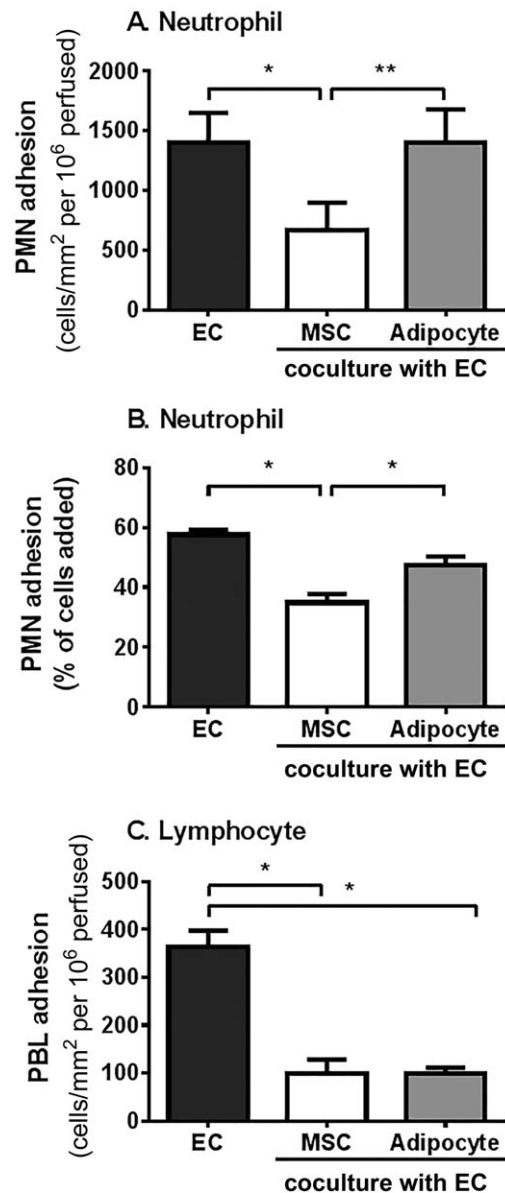 A. Neutrophil
PMN adhesion
(cells/mm² per 10⁶ perfused)
2000
1500
1000
500
0
* **
EC MSC Adipocyte
coculture with EC
B. Neutrophil
PMN adhesion
(% of cells added)
80
60
40
20
0
* *
EC MSC Adipocyte
coculture with EC
C. Lymphocyte
PBL adhesion
(cells/mm² per 10⁶ perfused)
500
400
300
200
100
0
*
*
EC MSC Adipocyte
coculture with EC